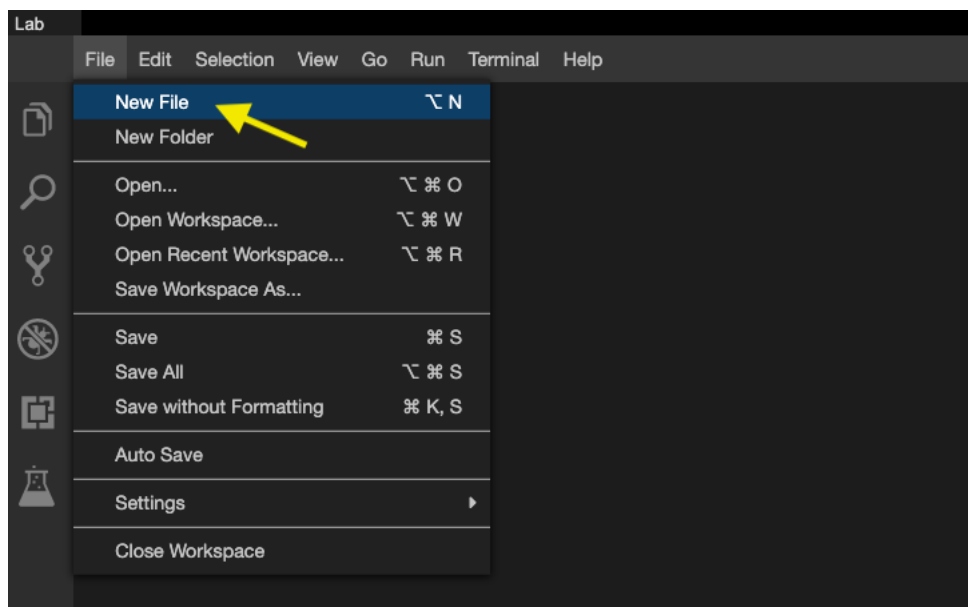 Lab
File Edit Selection View Go Run Terminal Help
New File ⌥ N
New Folder
Open... ⌥ ⌘ O
Open Workspace... ⌥ ⌘ W
Open Recent Workspace... ⌥ ⌘ R
Save Workspace As...
Save ⌘ S
Save All ⌥ ⌘ S
Save without Formatting ⌘ K, S
Auto Save
Settings
Close Workspace